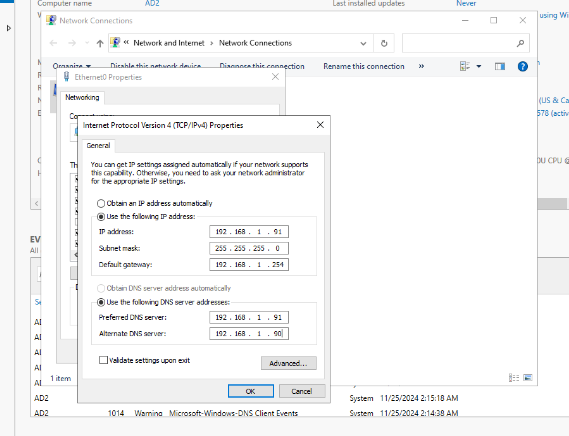 Computer name AD2 Last installed updates Never
using Wi
Network Connections
Network and Internet > Network Connections
Organize Disable this network device Diagnose this connection Rename this connection »
Ethernet0 Properties
Networking
(US & Ca
578 (activ
0U CPU @
Internet Protocol Version 4 (TCP/IPv4) Properties
General
You can get IP settings assigned automatically if your network supports
this capability. Otherwise, you need to ask your network administrator
for the appropriate IP settings.
Obtain an IP address automatically
Use the following IP address:
IP address: 192 . 168 . 1 . 91
Subnet mask: 255 . 255 . 255 . 0
Default gateway: 192 . 168 . 1 . 254
Obtain DNS server address automatically
Use the following DNS server addresses:
Preferred DNS server: 192 . 168 . 1 . 91
Alternate DNS server: 192 . 168 . 1 . 90
Validate settings upon exit
Advanced...
OK Cancel
EV
All
Se
AD2
AD2
1 item
AD2 System 11/25/2024 2:15:18 AM
AD2 1014 Warning Microsoft-Windows-DNS Client Events System 11/25/2024 2:14:38 AM